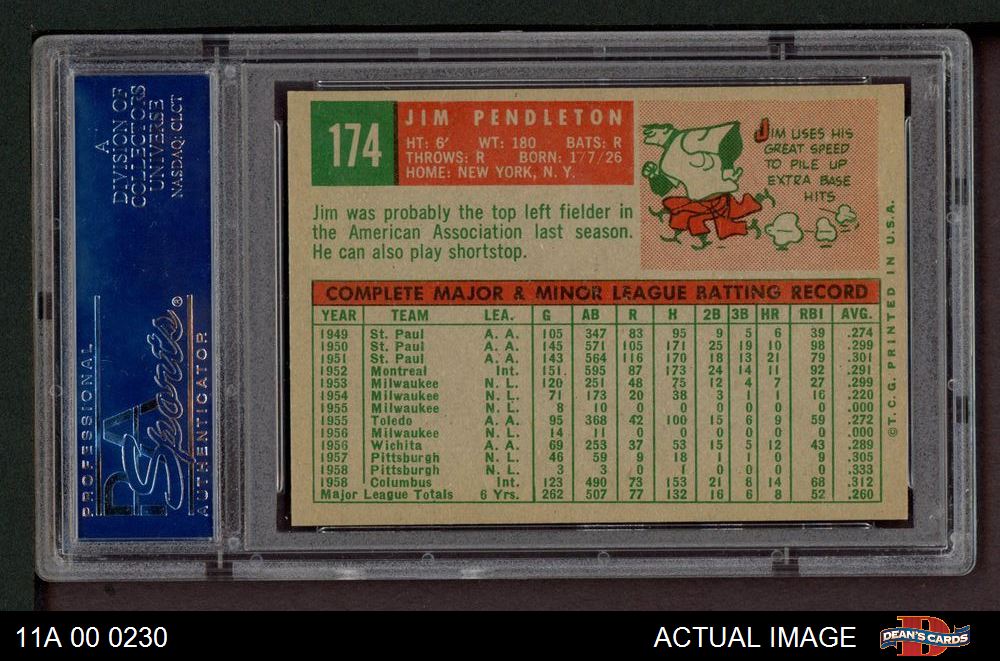 A
DIVISION OF
COLLECTORS
UNIVERSE
NASDAQ: CLCT
PROFESSIONAL
PSA
Sports®
AUTHENTICATOR
174
JIM PENDLETON
HT: 6' WT: 180 BATS: R
THROWS: R BORN: 1/7/26
HOME: NEW YORK, N. Y.
Jim was probably the top left fielder in
the American Association last season.
He can also play shortstop.
JIM USES HIS
GREAT SPEED
TO PILE UP
EXTRA BASE
HITS
COMPLETE MAJOR & MINOR LEAGUE BATTING RECORD
YEAR TEAM LEA. G AB R H 2B 3B HR RBI AVG.
1949 St. Paul A. A. 105 347 83 95 9 5 6 39 .274
1950 St. Paul A. A. 145 571 105 171 25 19 10 98 .299
1951 St. Paul A. A. 143 564 116 170 18 13 21 79 .301
1952 Montreal Int. 151 595 87 173 24 14 11 92 .291
1953 Milwaukee N. L. 120 251 48 75 12 4 7 27 .299
1954 Milwaukee N. L. 71 173 20 38 3 1 1 16 .220
1955 Milwaukee N. L. 8 10 0 0 0 0 0 0 .000
1955 Toledo A. A. 95 368 42 100 15 6 9 59 .272
1956 Milwaukee N. L. 14 11 0 0 0 0 0 0 .000
1956 Wichita A. A. 69 253 37 53 15 5 12 43 .289
1957 Pittsburgh N. L. 46 59 9 18 1 1 0 9 .305
1958 Pittsburgh N. L. 3 3 0 1 0 0 0 0 .333
1958 Columbus Int. 123 490 73 153 21 8 14 68 .312
Major League Totals 6 Yrs. 262 507 77 132 16 6 8 52 .260
©T.C.G. PRINTED IN U.S.A.
11A 00 0230
ACTUAL IMAGE
DEAN'S CARDS